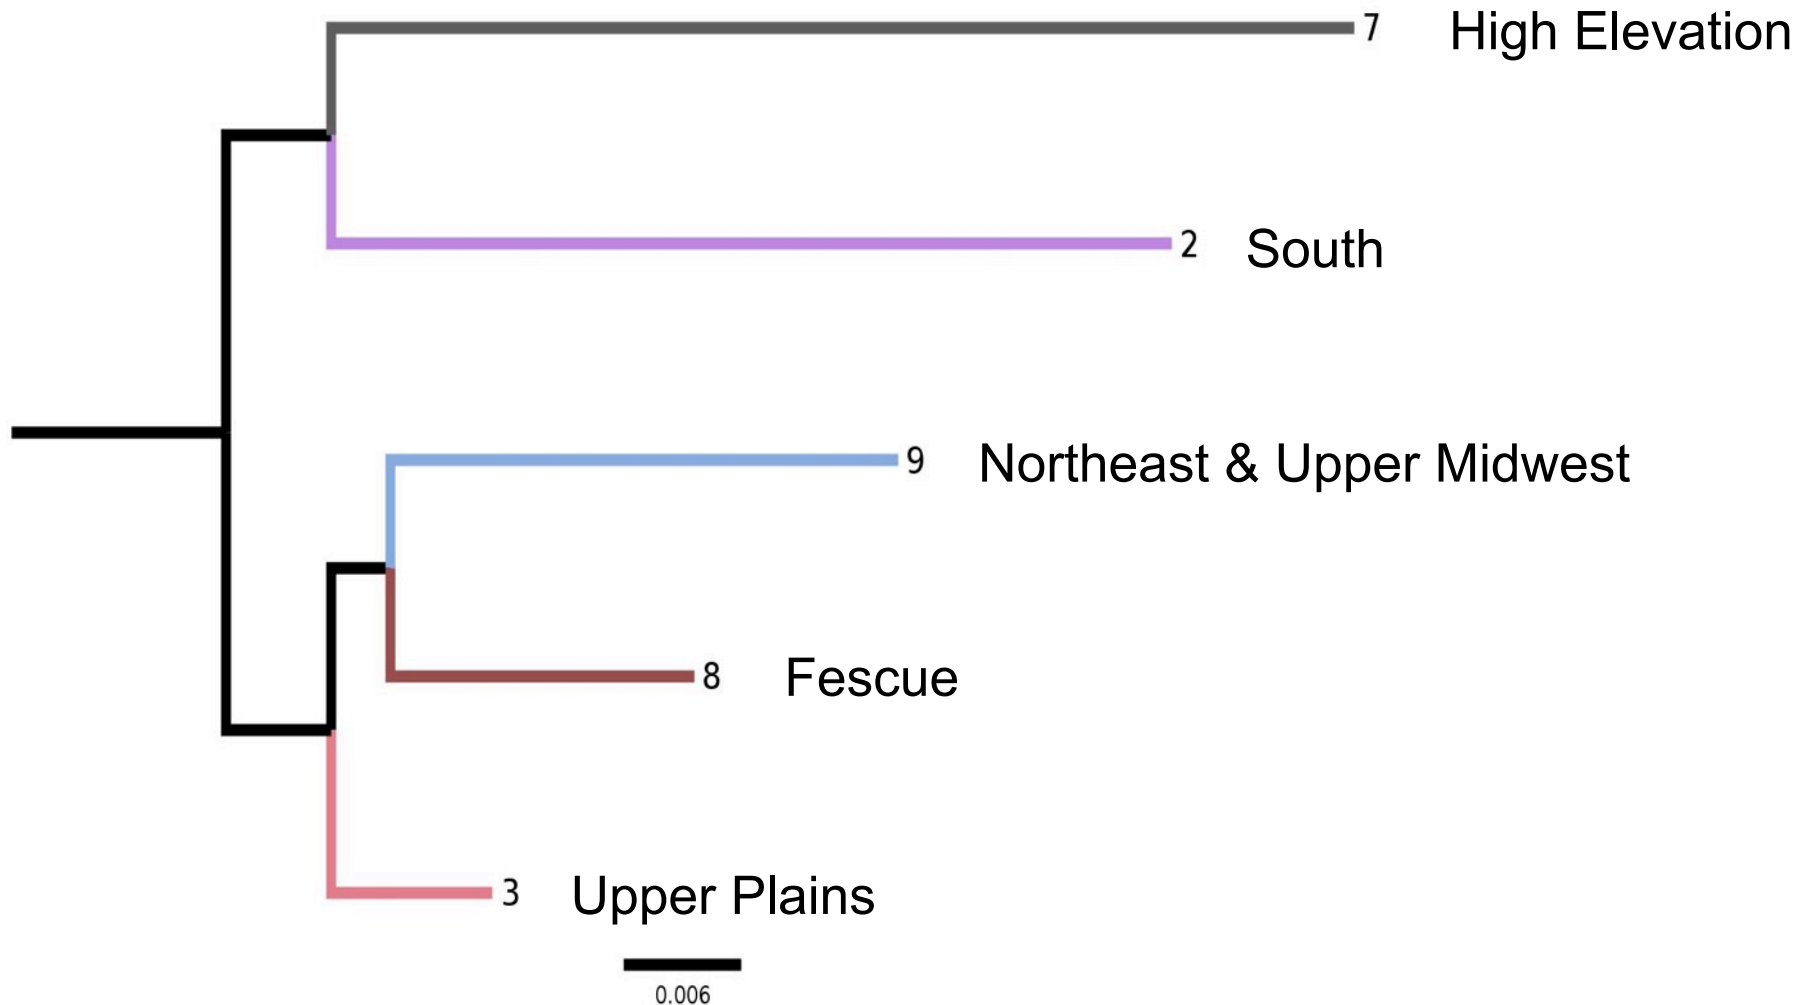 7 High Elevation
2 South
9 Northeast & Upper Midwest
8 Fescue
3 Upper Plains
0.006